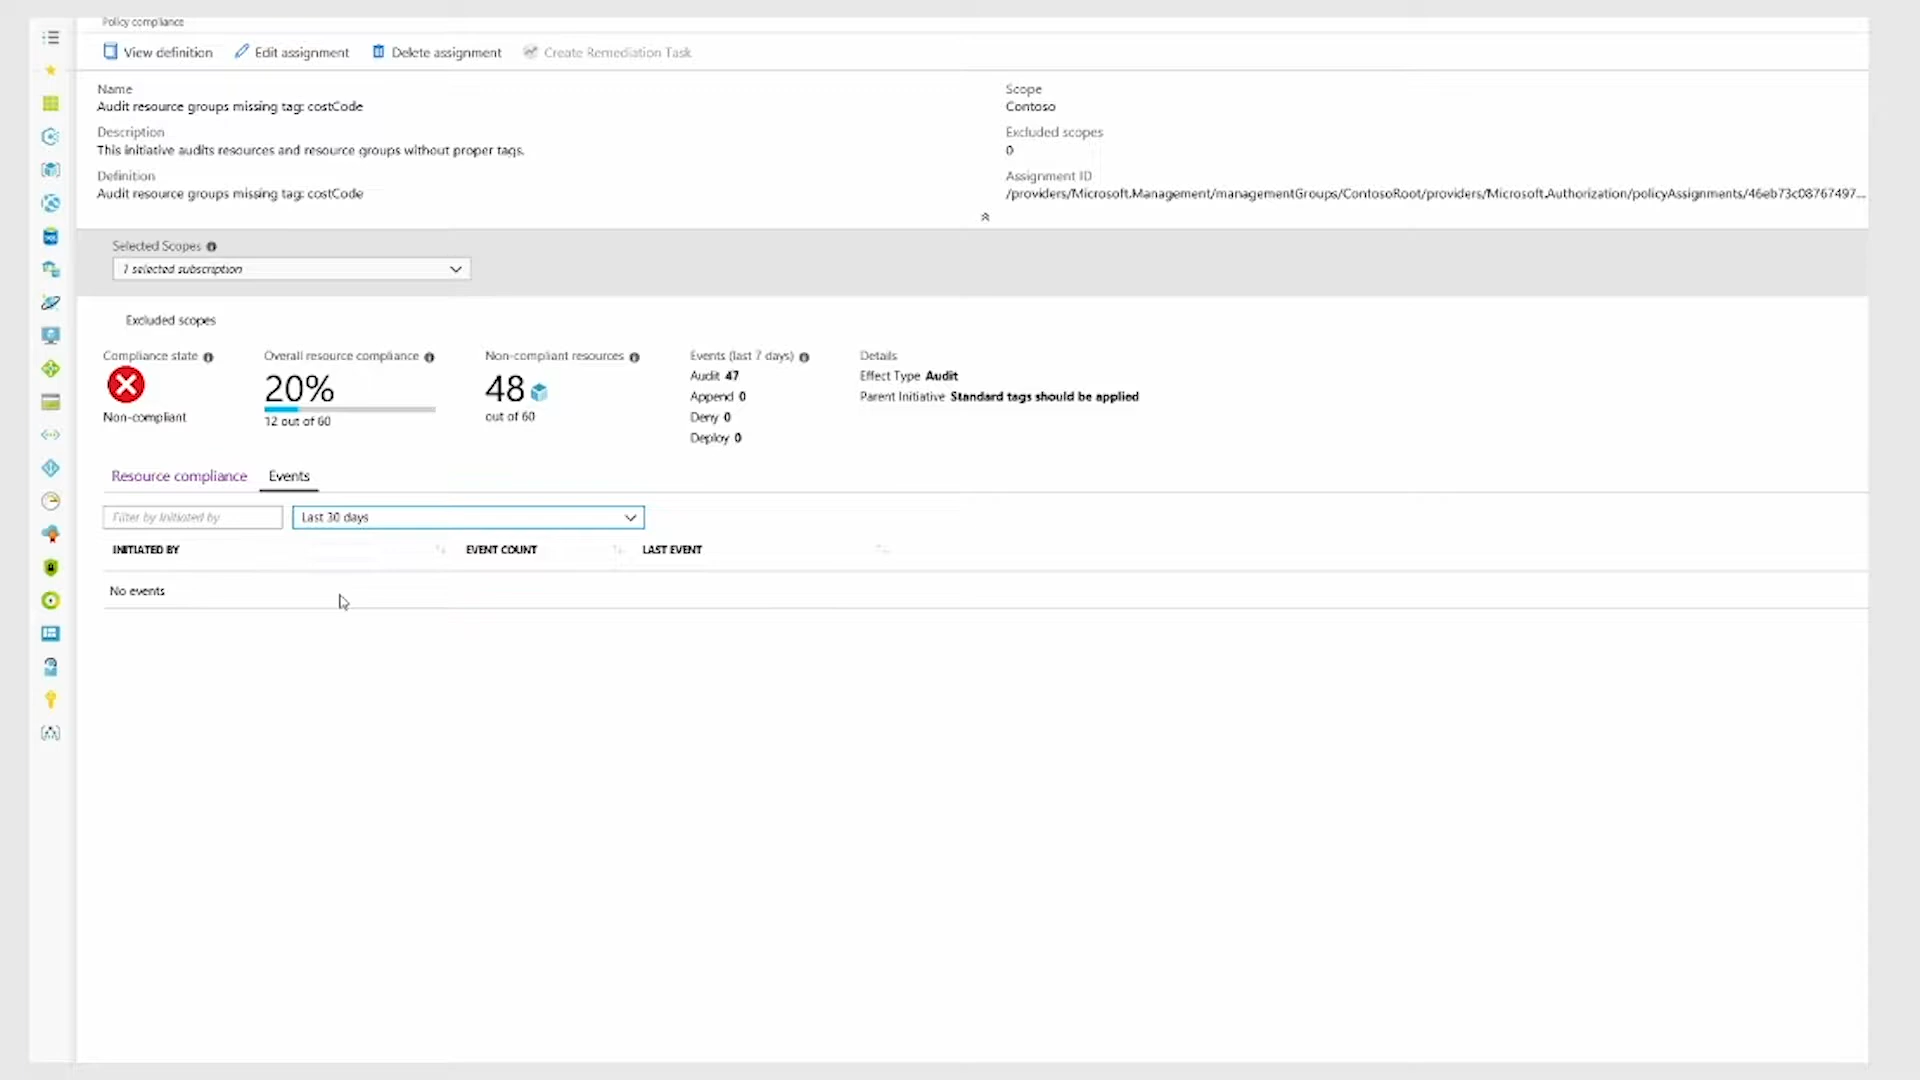 Policy compliance
View definition
Edit assignment
Delete assignment
Create Remediation Task
Name
Audit resource groups missing tag: costCode
Description
This initiative audits resources and resource groups without proper tags.
Definition
Audit resource groups missing tag: costCode
Scope
Contoso
Excluded scopes
0
Assignment ID
/providers/Microsoft.Management/managementGroups/ContosoRoot/providers/Microsoft.Authorization/policyAssignments/46eb73c08767497...
Selected Scopes
1 selected subscription
Excluded scopes
Compliance state
Non-compliant
Overall resource compliance
20%
12 out of 60
Non-compliant resources
48
out of 60
Events (last 7 days)
Audit 47
Append 0
Deny 0
Deploy 0
Details
Effect Type Audit
Parent Initiative Standard tags should be applied
Resource compliance
Events
Filter by Initiated by
Last 30 days
INITIATED BY
EVENT COUNT
LAST EVENT
No events